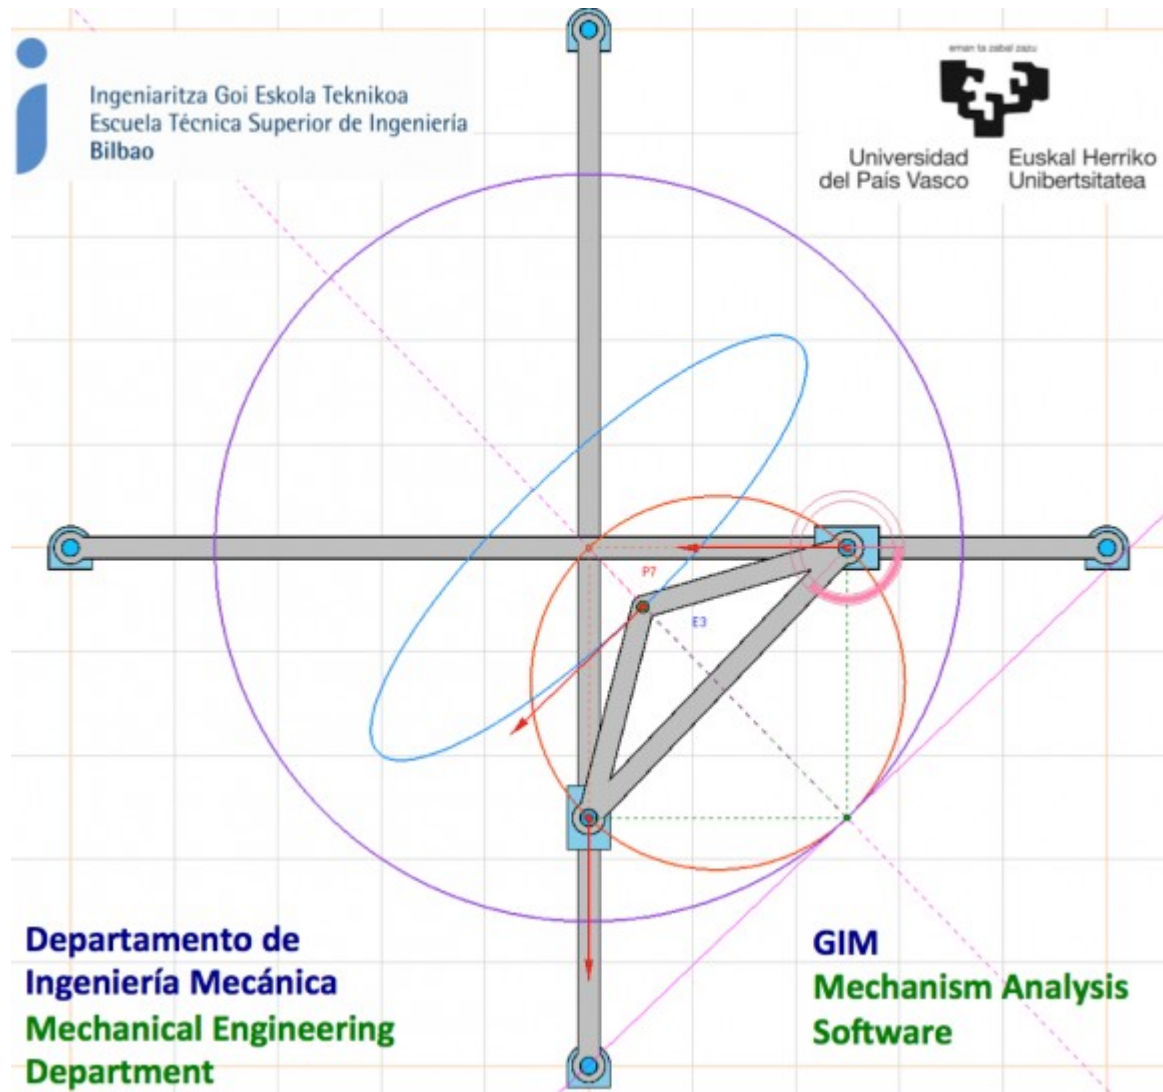 Ingeniaritza Goi Eskola Teknikoa
Escuela Técnica Superior de Ingeniería
Bilbao
eman ta zabal zazu
Universidad
del País Vasco
Euskal Herriko
Unibertsitatea
P7
E3
Departamento de
Ingeniería Mecánica
Mechanical Engineering
Department
GIM
Mechanism Analysis
Software